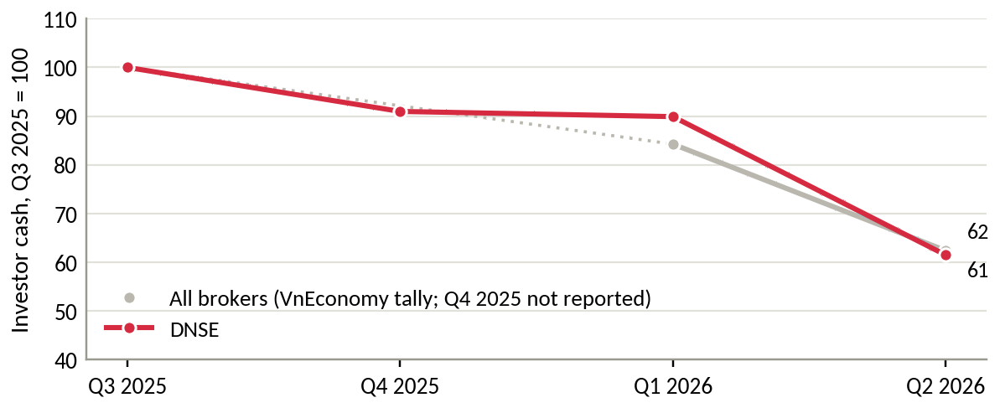 Investor cash, Q3 2025 = 100
110
100
90
80
70
60
50
40
62
61
All brokers (VnEconomy tally; Q4 2025 not reported)
DNSE
Q3 2025
Q4 2025
Q1 2026
Q2 2026